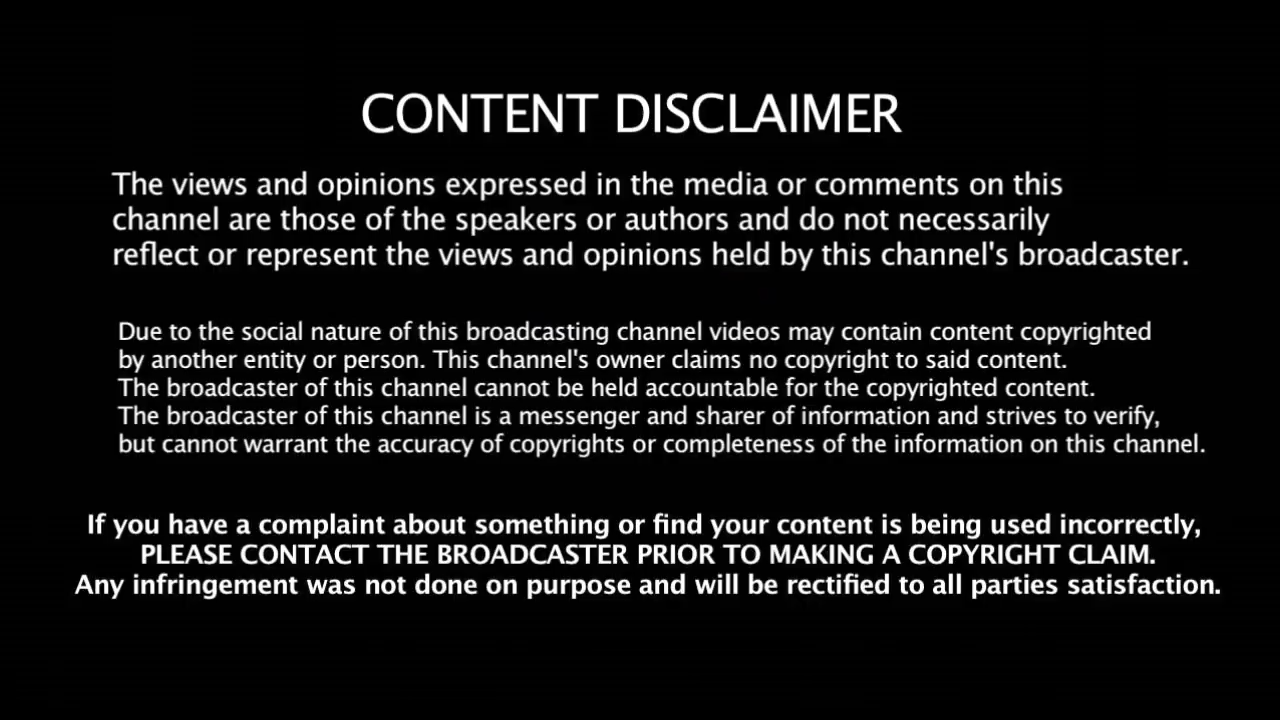 CONTENT DISCLAIMER
The views and opinions expressed in the media or comments on this
channel are those of the speakers or authors and do not necessarily
reflect or represent the views and opinions held by this channel's broadcaster.
Due to the social nature of this broadcasting channel videos may contain content copyrighted
by another entity or person. This channel's owner claims no copyright to said content.
The broadcaster of this channel cannot be held accountable for the copyrighted content.
The broadcaster of this channel is a messenger and sharer of information and strives to verify,
but cannot warrant the accuracy of copyrights or completeness of the information on this channel.
If you have a complaint about something or find your content is being used incorrectly,
PLEASE CONTACT THE BROADCASTER PRIOR TO MAKING A COPYRIGHT CLAIM.
Any infringement was not done on purpose and will be rectified to all parties satisfaction.